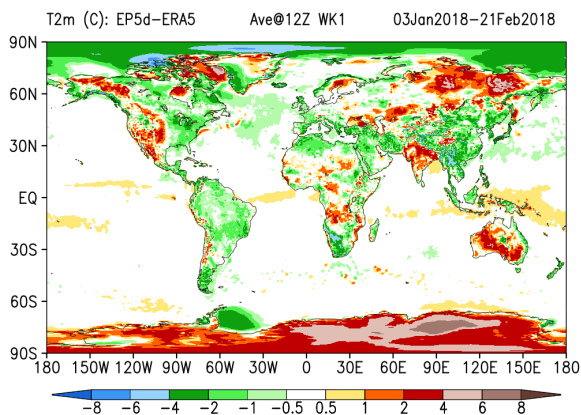 T2m (C): EP5d-ERA5 Ave@12Z WK1 03Jan2018-21Feb2018
90N
60N
30N
EQ
30S
60S
90S
180 150W 120W 90W 60W 30W 0 30E 60E 90E 120E 150E 180
-8 -6 -4 -2 -1 -0.5 0.5 1 2 4 6 8